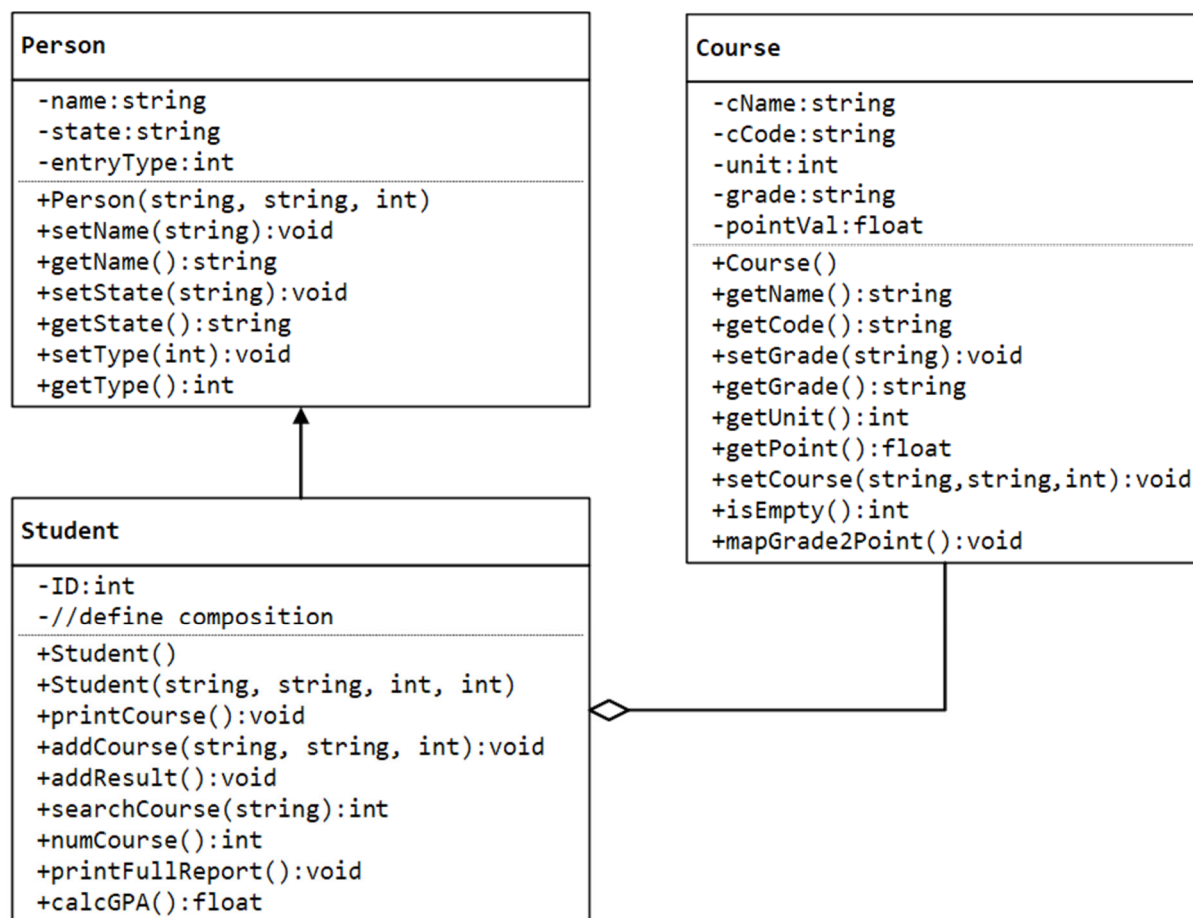 Person
-name:string
-state:string
-entryType:int
+Person(string, string, int)
+setName(string):void
+getName():string
+setState(string):void
+getState():string
+setType(int):void
+getType():int
Course
-cName:string
-cCode:string
-unit:int
-grade:string
-pointVal:float
+Course()
+getName():string
+getCode():string
+setGrade(string):void
+getGrade():string
+getUnit():int
+getPoint():float
+setCourse(string,string,int):void
+isEmpty():int
+mapGrade2Point():void
Student
-ID:int
-//define composition
+Student()
+Student(string, string, int, int)
+printCourse():void
+addCourse(string, string, int):void
+addResult():void
+searchCourse(string):int
+numCourse():int
+printFullReport():void
+calcGPA():float